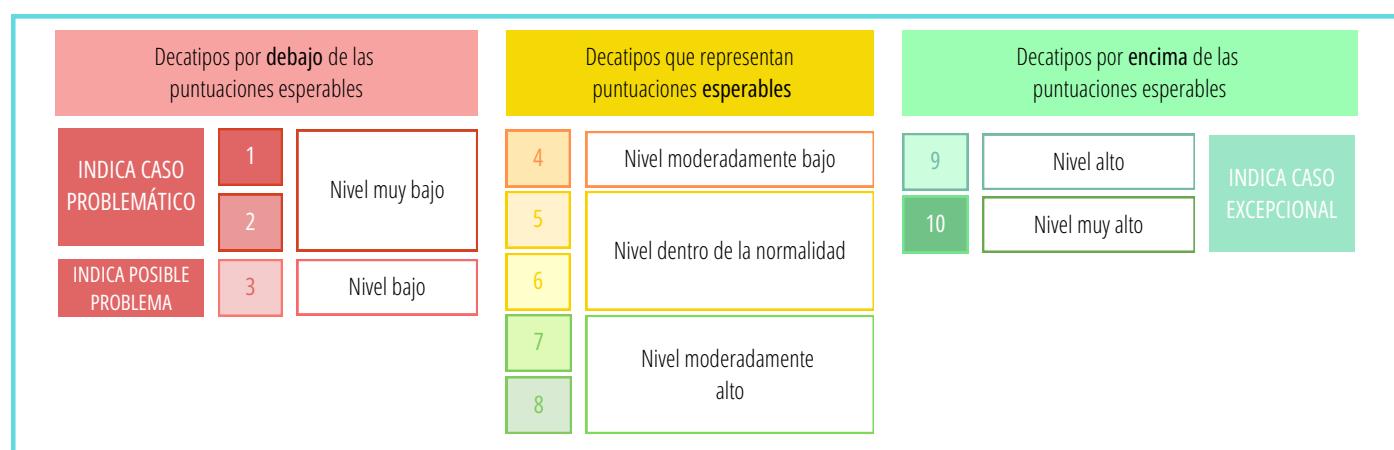 Decatipos por debajo de las
puntuaciones esperables
INDICA CASO
PROBLEMÁTICO
1
2
Nivel muy bajo
INDICA POSIBLE
PROBLEMA
3
Nivel bajo
Decatipos que representan
puntuaciones esperables
4
Nivel moderadamente bajo
5
6
Nivel dentro de la normalidad
7
8
Nivel moderadamente
alto
Decatipos por encima de las
puntuaciones esperables
9
Nivel alto
10
Nivel muy alto
INDICA CASO
EXCEPCIONAL